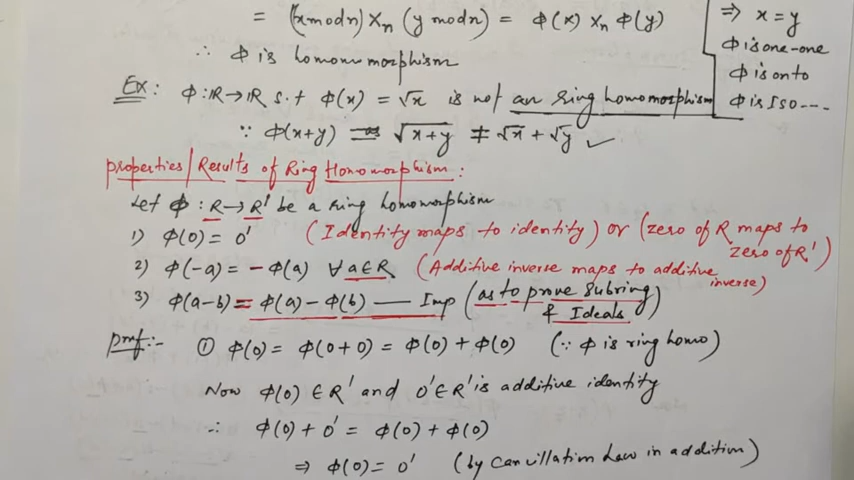 = (x mod n) ×ₙ (y mod n) = ϕ(x) ×ₙ ϕ(y)
∴ ϕ is homomorphism
⇒ x = y
ϕ is one-one
ϕ is onto
ϕ is Iso ----
Ex: ϕ: IR → IR s.t ϕ(x) = √x is not an ring homomorphism
∵ ϕ(x+y) = √(x+y) ≠ √x + √y ✓
properties / Results of Ring Homomorphism:
Let ϕ : R → R' be a ring homomorphism
1) ϕ(0) = 0' (Identity maps to identity) or (zero of R maps to zero of R')
2) ϕ(-a) = -ϕ(a) ∀ a ∈ R (Additive inverse maps to additive inverse)
3) ϕ(a-b) = ϕ(a) - ϕ(b) — Imp (as to prove Subring & Ideals)
prof:- ① ϕ(0) = ϕ(0+0) = ϕ(0) + ϕ(0) (∵ ϕ is ring homo)
Now ϕ(0) ∈ R' and 0' ∈ R' is additive identity
∴ ϕ(0) + 0' = ϕ(0) + ϕ(0)
⇒ ϕ(0) = 0' (by Cancillation Law in addition)